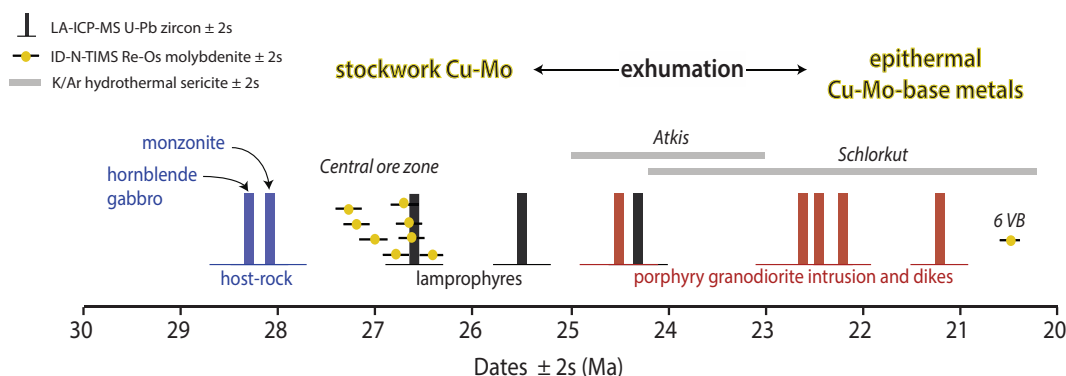 LA-ICP-MS U-Pb zircon ± 2s
ID-N-TIMS Re-Os molybdenite ± 2s
K/Ar hydrothermal sericite ± 2s
stockwork Cu-Mo
exhumation
epithermal
Cu-Mo-base metals
monzonite
hornblende
gabbro
Central ore zone
Atkis
Schlorkut
6 VB
host-rock
lamprophyres
porphyry granodiorite intrusion and dikes
30 29 28 27 26 25 24 23 22 21 20
Dates ± 2s (Ma)